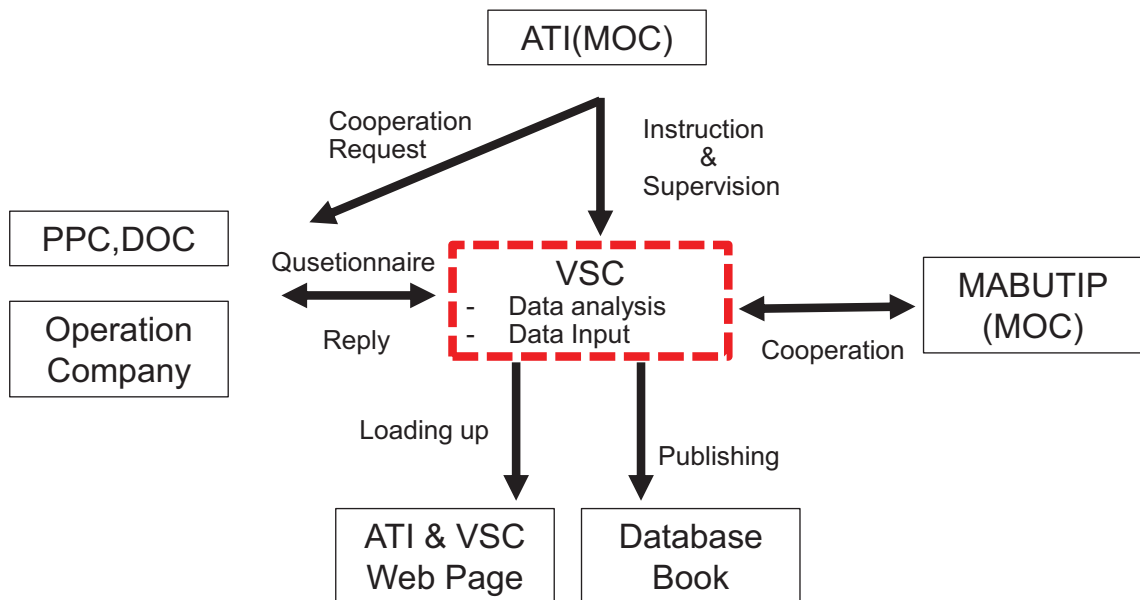 ATI(MOC)
Cooperation
Request
Instruction
&
Supervision
PPC,DOC
Qusetionnaire
Reply
Operation
Company
VSC
- Data analysis
- Data Input
MABUTIP
(MOC)
Cooperation
Loading up
Publishing
ATI & VSC
Web Page
Database
Book